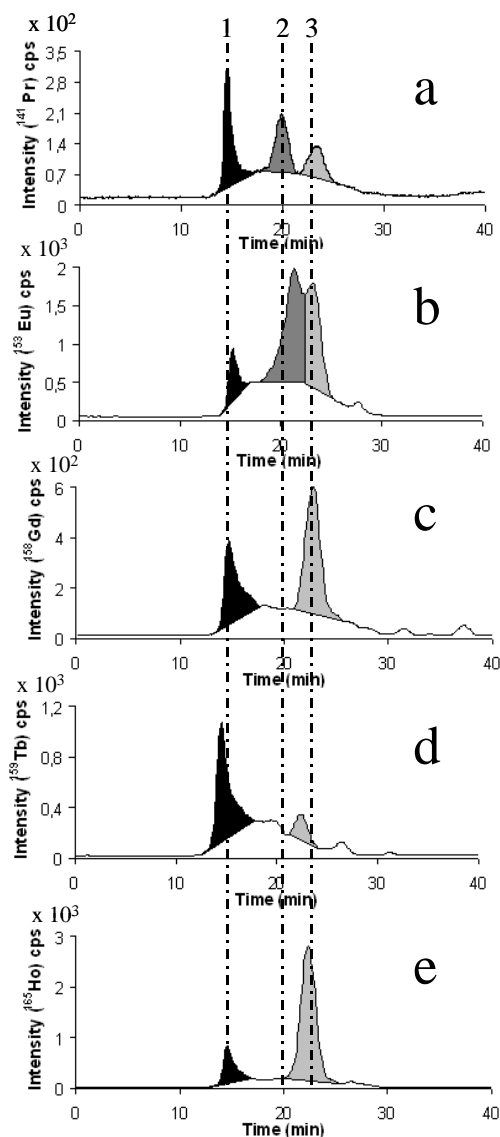 x 10²
1 2 3
a
Intensity (¹⁴¹ Pr) cps
3,5
2,8
2,1
1,4
0,7
0
0 10 20 30 40
Time (min)
x 10³
b
Intensity (¹⁵³ Eu) cps
2
1,5
1
0,5
0
0 10 20 30 40
Time (min)
x 10²
c
Intensity (¹⁵⁸Gd) cps
6
4
2
0
0 10 20 30 40
Time (min)
x 10³
d
Intensity (¹⁵⁹Tb) cps
1,2
0,8
0,4
0
0 10 20 30 40
Time (min)
x 10³
e
Intensity (¹⁶⁵Ho) cps
3
2
1
0
0 10 20 30 40
Time (min)